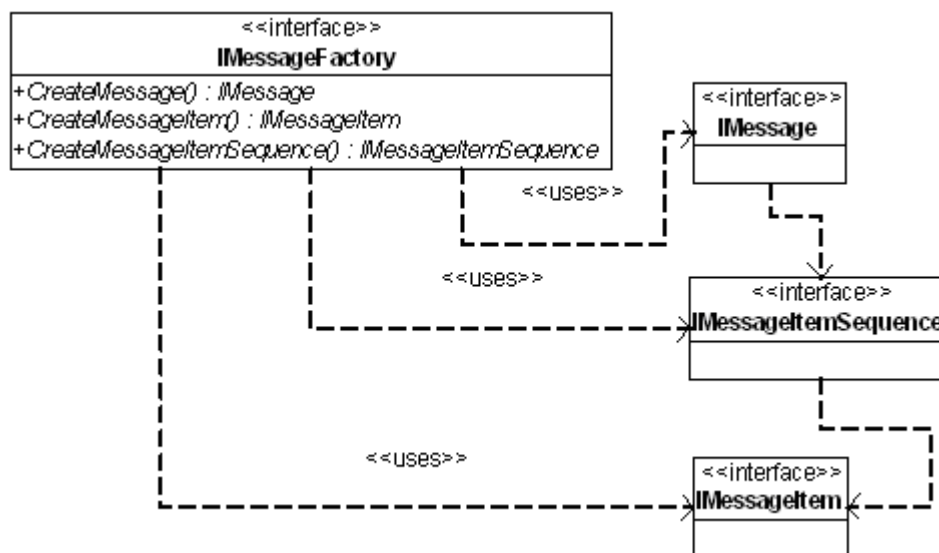 <<interface>>
IMessageFactory
+CreateMessage() : IMessage
+CreateMessageItem() : IMessageItem
+CreateMessageItemSequence() : IMessageItemSequence
<<interface>>
IMessage
<<uses>>
<<uses>>
<<interface>>
IMessageItemSequence
<<uses>>
<<interface>>
IMessageItem